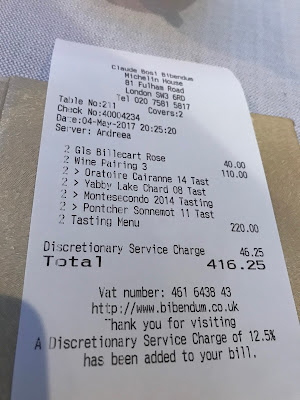 Claude Bosi Bibendum
Michelin House
81 Fulham Road
London SW3 6RD
Tel 020 7581 5817
Table No:211 Covers:2
Check No:40004234
Date:04-May-2017 20:25:20
Server: Andreea
2 Gls Billecart Rose 40.00
2 Wine Pairing 3 110.00
2 > Oratoire Cairanne 14 Tast
2 > Yabby Lake Chard 08 Tast
2 > Montesecondo 2014 Tasting
2 > Pontcher Sonnemot 11 Tast
2 Tasting Menu 220.00
Discretionary Service Charge 46.25
Total 416.25
Vat number: 461 6438 43
http://www.bibendum.co.uk
Thank you for visiting
A Discretionary Service Charge of 12.5%
has been added to your bill.